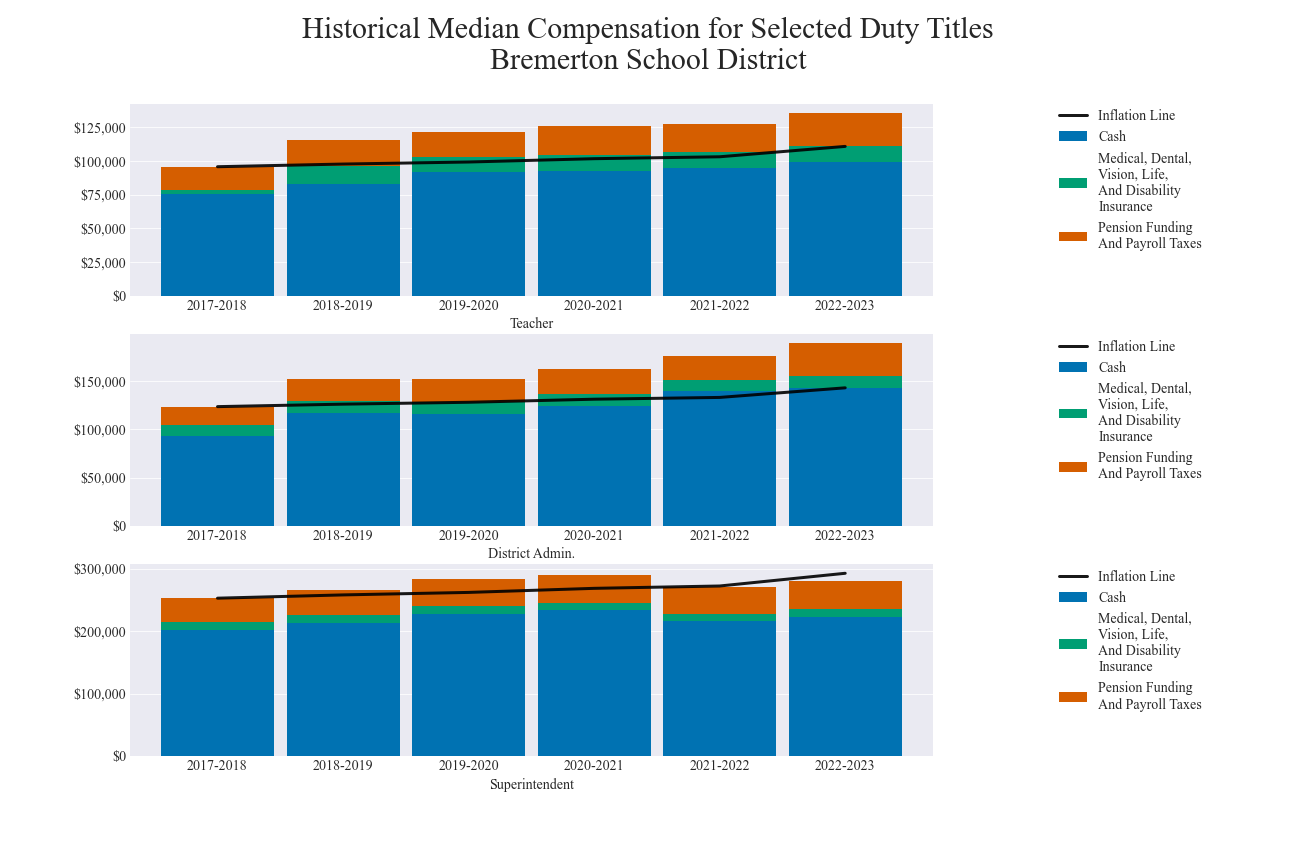 Historical Median Compensation for Selected Duty Titles
Bremerton School District
$125,000
$100,000
$75,000
$50,000
$25,000
$0
2017-2018
2018-2019
2019-2020
2020-2021
2021-2022
2022-2023
Teacher
Inflation Line
Cash
Medical, Dental,
Vision, Life,
And Disability
Insurance
Pension Funding
And Payroll Taxes
$150,000
$100,000
$50,000
$0
2017-2018
2018-2019
2019-2020
2020-2021
2021-2022
2022-2023
District Admin.
Inflation Line
Cash
Medical, Dental,
Vision, Life,
And Disability
Insurance
Pension Funding
And Payroll Taxes
$300,000
$200,000
$100,000
$0
2017-2018
2018-2019
2019-2020
2020-2021
2021-2022
2022-2023
Superintendent
Inflation Line
Cash
Medical, Dental,
Vision, Life,
And Disability
Insurance
Pension Funding
And Payroll Taxes